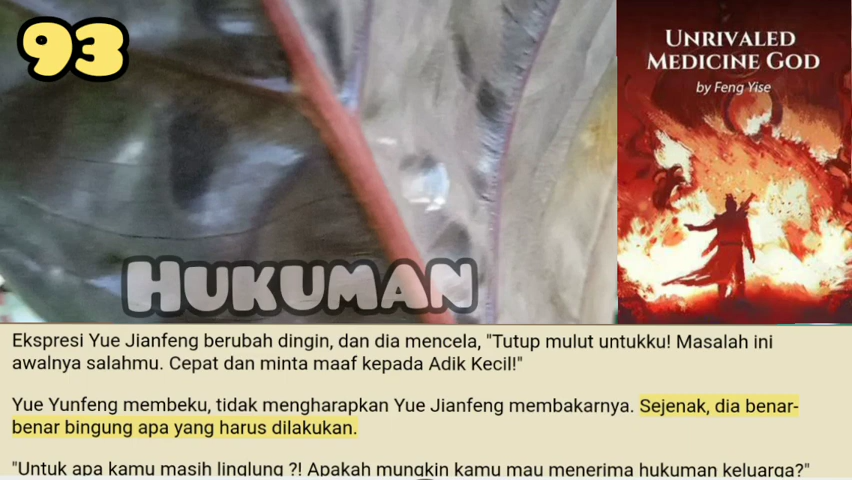 93
UNRIVALED
MEDICINE GOD
by Feng Yise
HUKUMAN
Ekspresi Yue Jianfeng berubah dingin, dan dia mencela, "Tutup mulut untukku! Masalah ini
awalnya salahmu. Cepat dan minta maaf kepada Adik Kecil!"
Yue Yunfeng membeku, tidak mengharapkan Yue Jianfeng membakarnya. Sejenak, dia benar-
benar bingung apa yang harus dilakukan.
"Untuk apa kamu masih linglung ?! Apakah mungkin kamu mau menerima hukuman keluarga?"